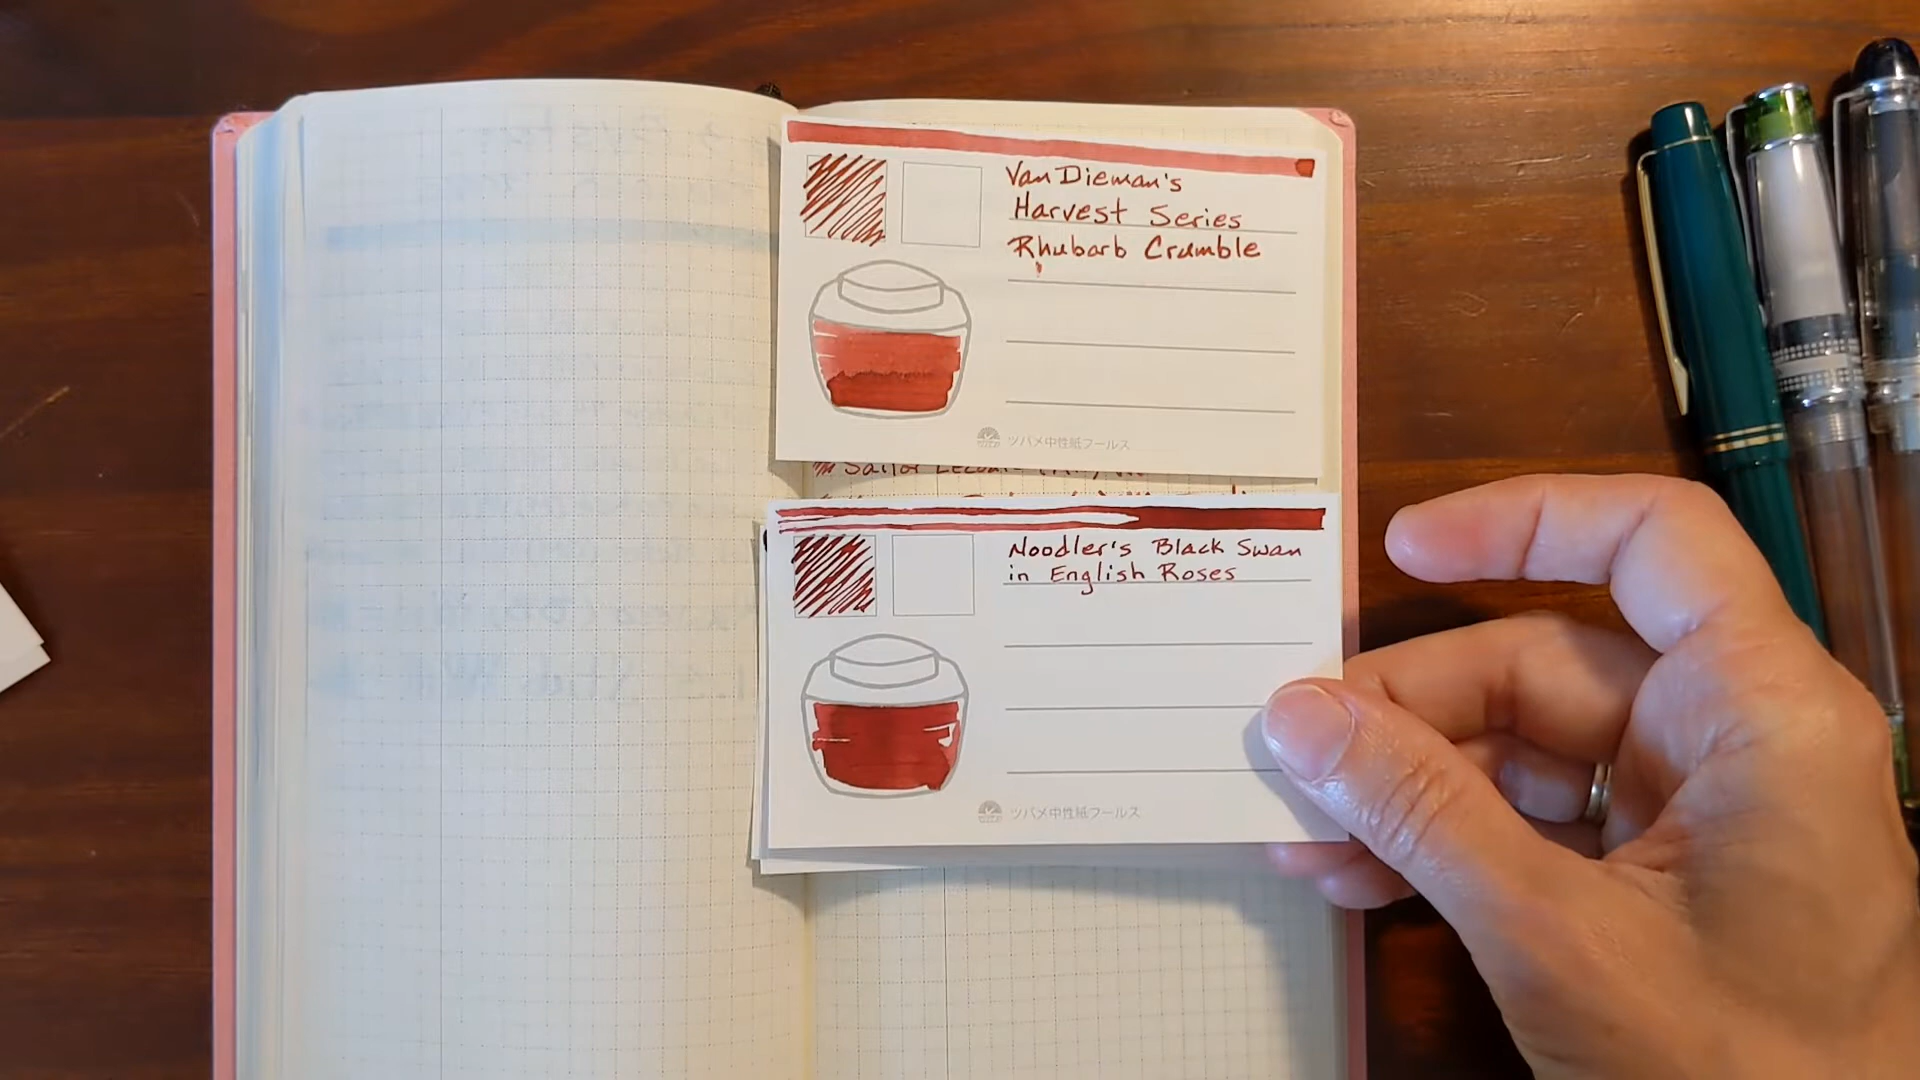 Van Dieman's
Harvest Series
Rhubarb Crumble
ツバメ中性紙フールス
Sailor
Noodler's Black Swan
in English Roses
ツバメ中性紙フールス